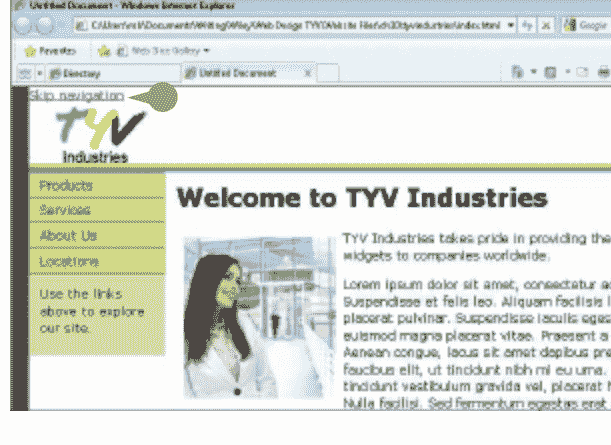 Untitled Document - Windows Internet Explorer
Favorites Web Slice Gallery
Directory Untitled Document X
Google
Skip navigation
TYV
Industries
Products
Services
About Us
Locations
Use the links
above to explore
our site.
Welcome to TYV Industries
TYV Industries takes pride in providing the
widgets to companies worldwide.
Lorem ipsum dolor sit amet, consectetur
Suspendisse et felis leo. Aliquam facilisis
placerat pulvinar. Suspendisse iaculis
euismod magna placerat vitae. Praesent a
Aenean congue, lacus sit amet dapibus
faucibus elit, ut tincidunt nibh mi eu urna.
tincidunt vestibulum gravida vel, placerat
Nulla facilisi. Sed fermentum egestas erat,